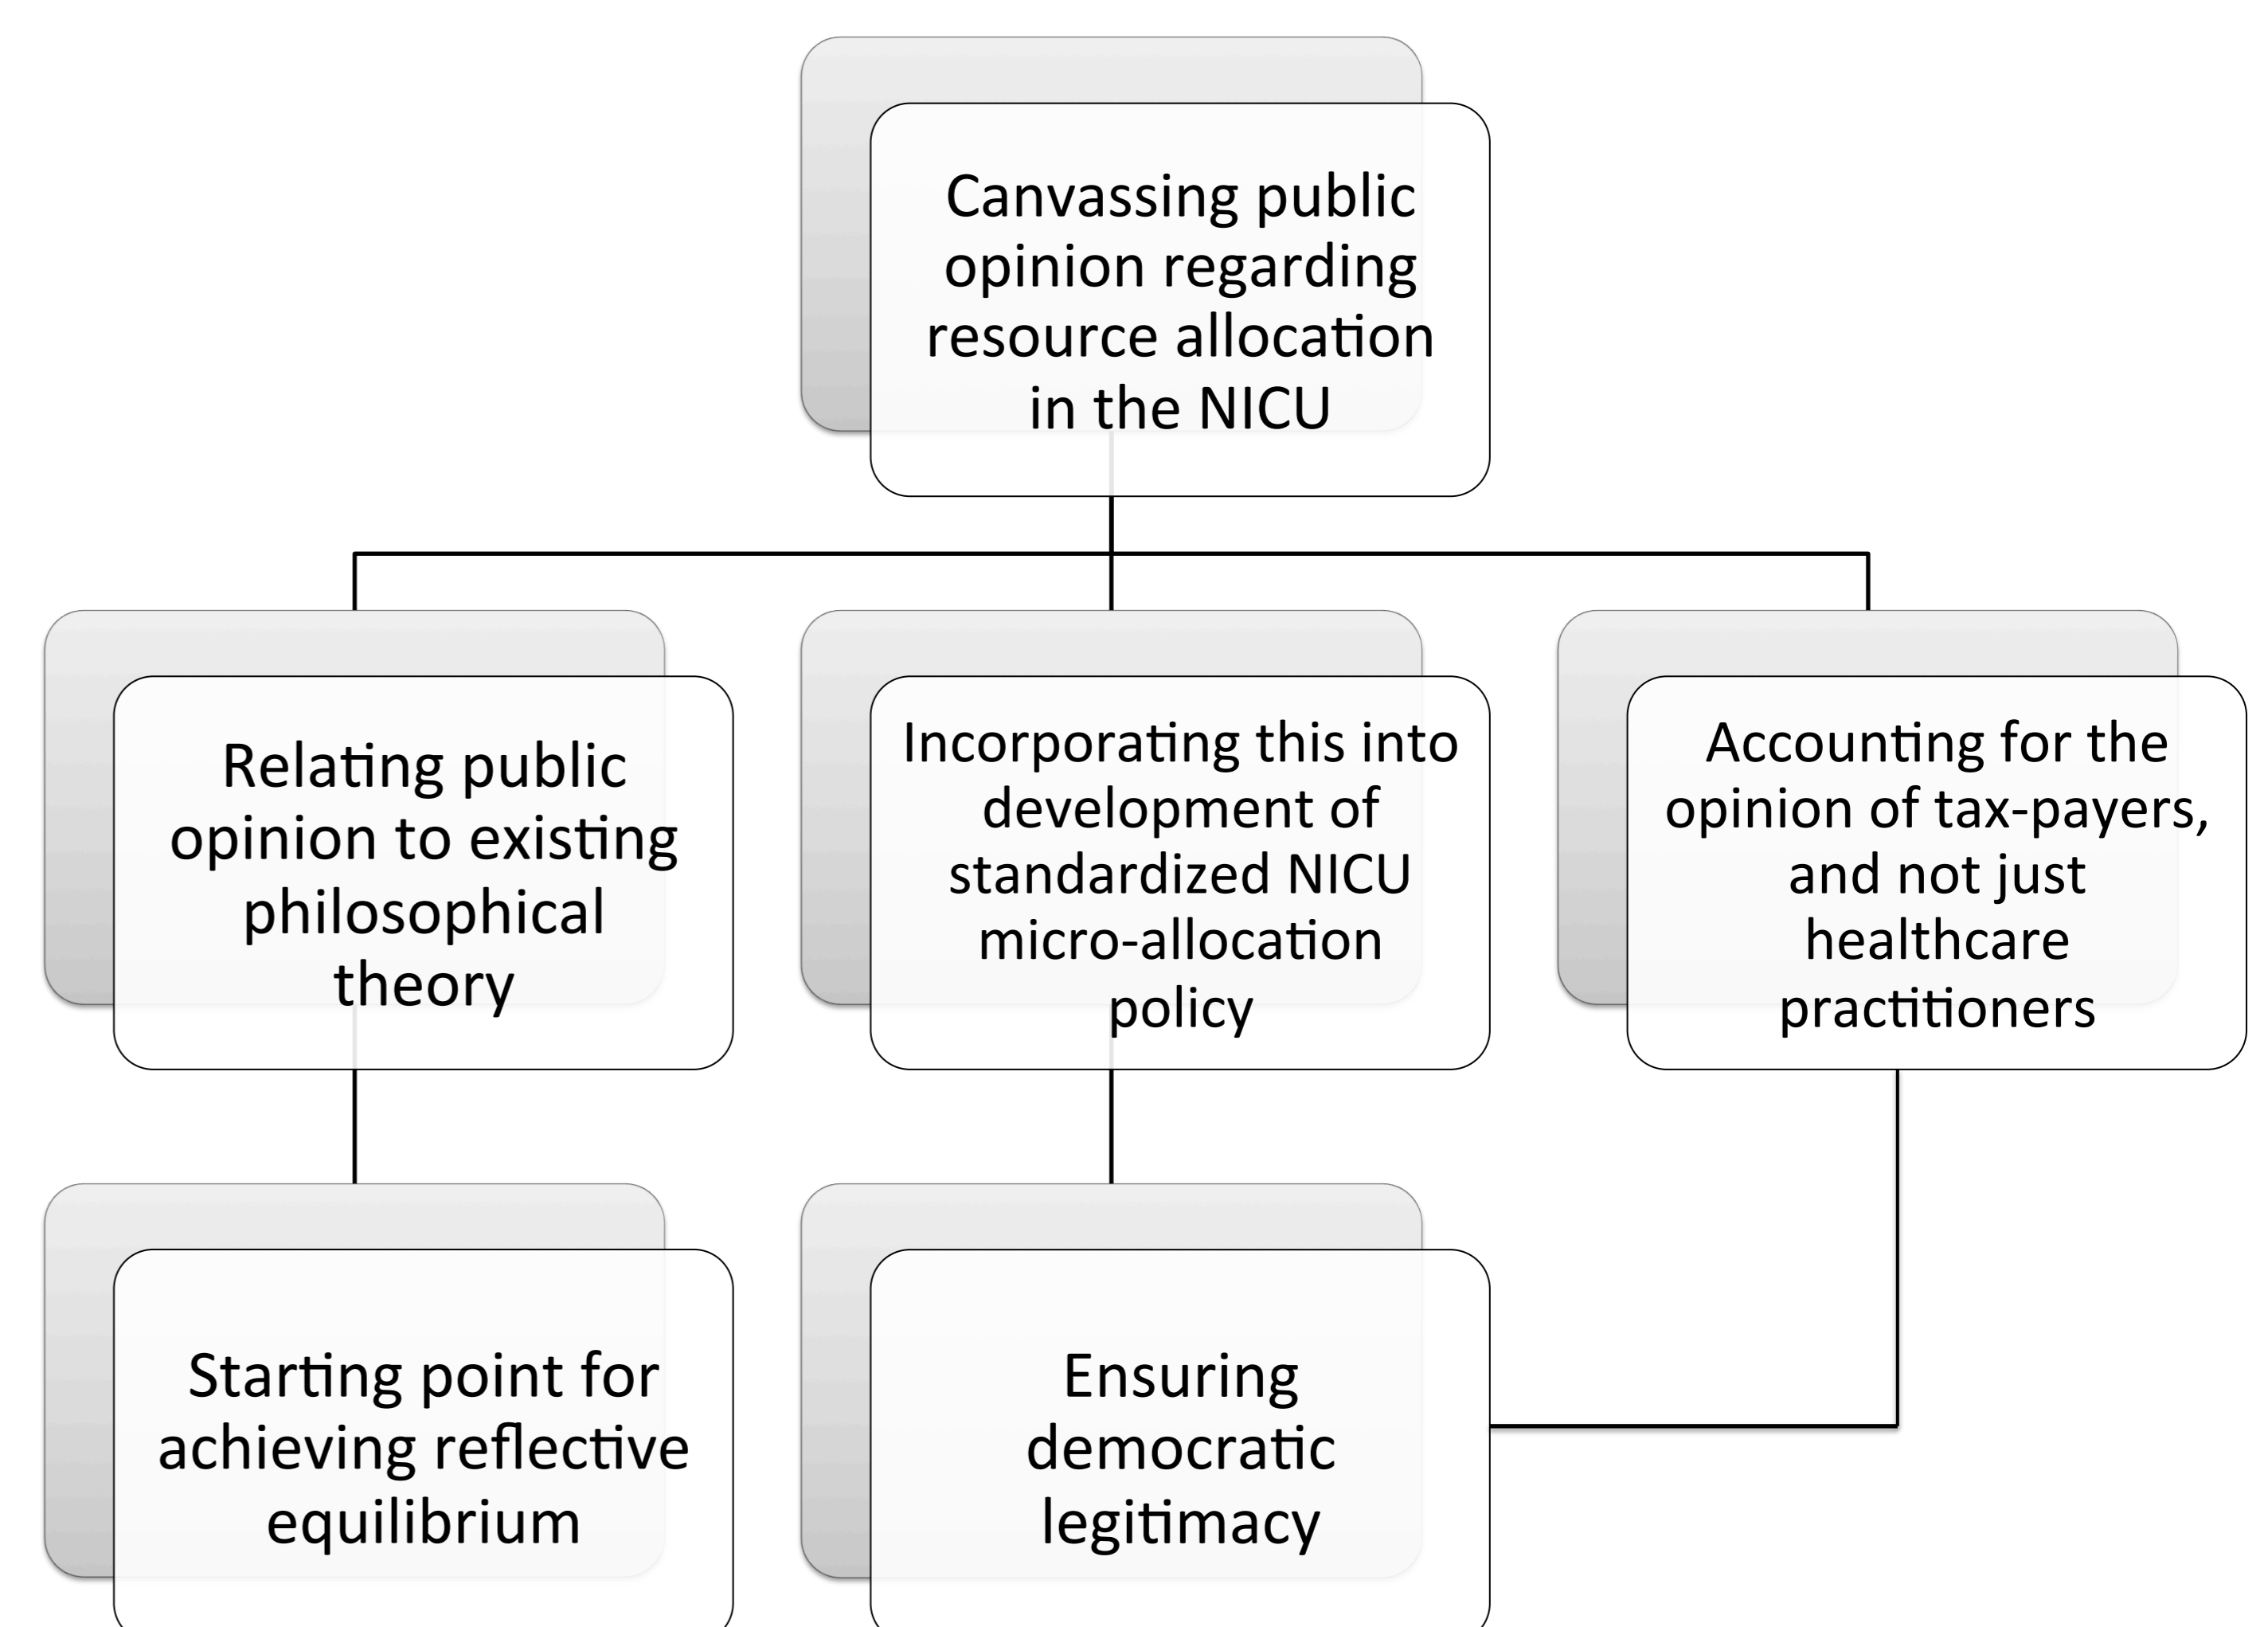 Canvassing public
opinion regarding
resource allocation
in the NICU
Relating public
opinion to existing
philosophical
theory
Incorporating this into
development of
standardized NICU
micro-allocation
policy
Accounting for the
opinion of tax-payers,
and not just
healthcare
practitioners
Starting point for
achieving reflective
equilibrium
Ensuring
democratic
legitimacy